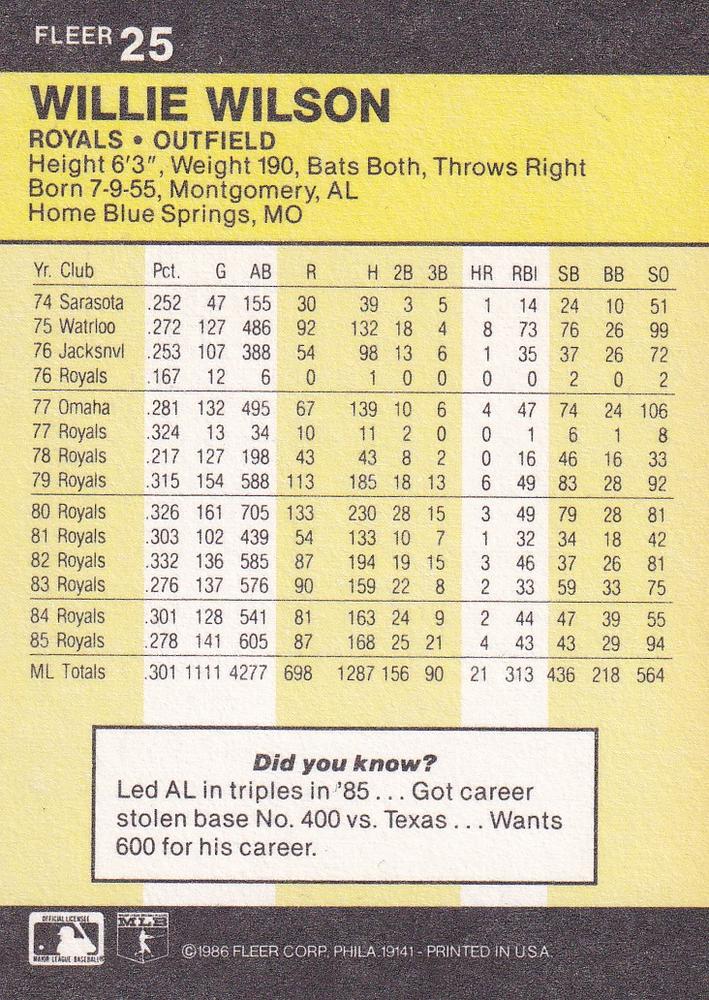 FLEER 25
WILLIE WILSON
ROYALS • OUTFIELD
Height 6'3", Weight 190, Bats Both, Throws Right
Born 7-9-55, Montgomery, AL
Home Blue Springs, MO
Yr. Club Pct. G AB R H 2B 3B HR RBI SB BB SO
74 Sarasota .252 47 155 30 39 3 5 1 14 24 10 51
75 Watrloo .272 127 486 92 132 18 4 8 73 76 26 99
76 Jacksnvl .253 107 388 54 98 13 6 1 35 37 26 72
76 Royals .167 12 6 0 1 0 0 0 0 2 0 2
77 Omaha .281 132 495 67 139 10 6 4 47 74 24 106
77 Royals .324 13 34 10 11 2 0 0 1 6 1 8
78 Royals .217 127 198 43 43 8 2 0 16 46 16 33
79 Royals .315 154 588 113 185 18 13 6 49 83 28 92
80 Royals .326 161 705 133 230 28 15 3 49 79 28 81
81 Royals .303 102 439 54 133 10 7 1 32 34 18 42
82 Royals .332 136 585 87 194 19 15 3 46 37 26 81
83 Royals .276 137 576 90 159 22 8 2 33 59 33 75
84 Royals .301 128 541 81 163 24 9 2 44 47 39 55
85 Royals .278 141 605 87 168 25 21 4 43 43 29 94
ML Totals .301 1111 4277 698 1287 156 90 21 313 436 218 564
Did you know?
Led AL in triples in '85 . . . Got career
stolen base No. 400 vs. Texas . . . Wants
600 for his career.
OFFICIAL LICENSEE
MAJOR LEAGUE BASEBALL
MLB
©1986 FLEER CORP. PHILA. 19141 - PRINTED IN U.S.A.